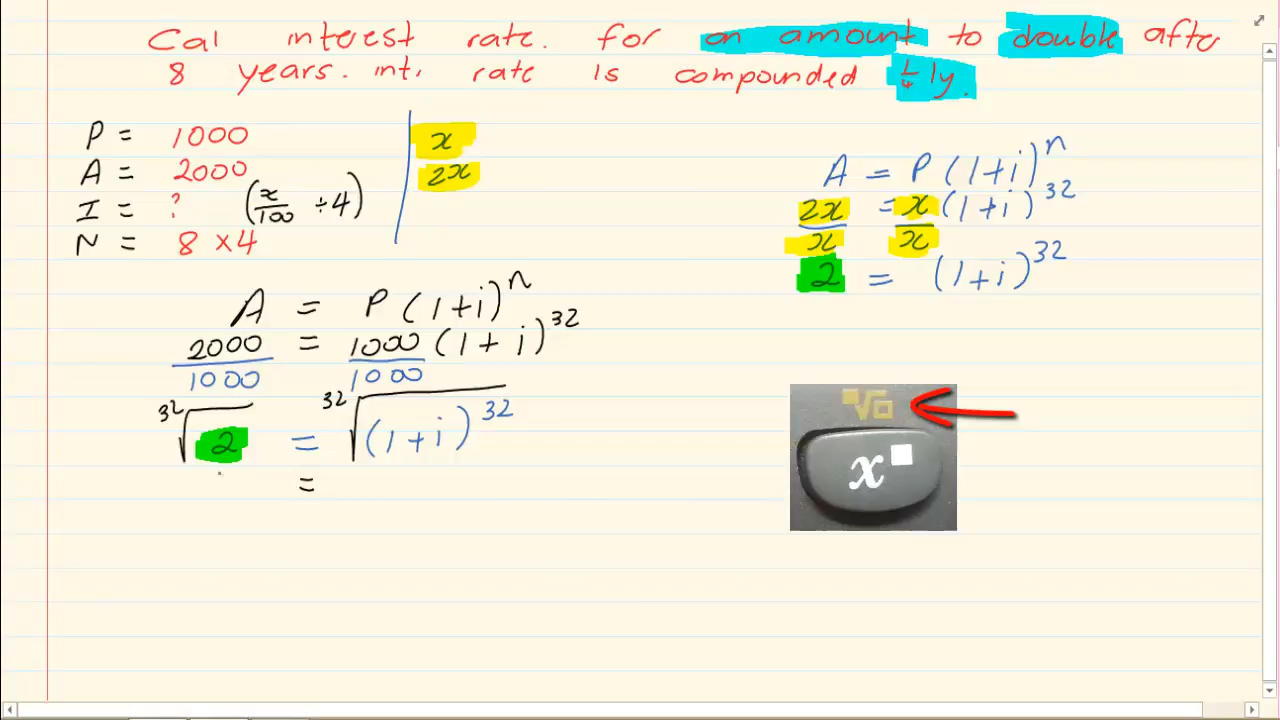 Cal interest rate. for an amount to double after
8 years. int. rate is compounded ¼ly.
P = 1000
A = 2000
I = ? (x/100 ÷ 4)
N = 8 × 4
x
2x
A = P(1+i)ⁿ
2000/1000 = 1000(1+i)³²/1000
³²√2 = ³²√(1+i)³²
=
A = P(1+i)ⁿ
2x/x = x(1+i)³²/x
2 = (1+i)³²
■√□
x■